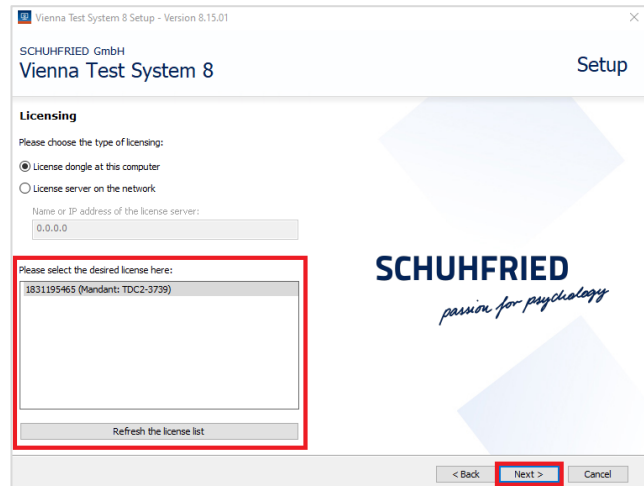 Vienna Test System 8 Setup - Version 8.15.01
SCHUHFRIED GmbH
Vienna Test System 8
Setup
Licensing
Please choose the type of licensing:
License dongle at this computer
License server on the network
Name or IP address of the license server:
0.0.0.0
Please select the desired license here:
1831195465 (Mandant: TDC2-3739)
Refresh the license list
SCHUHFRIED
passion for psychology
< Back
Next >
Cancel